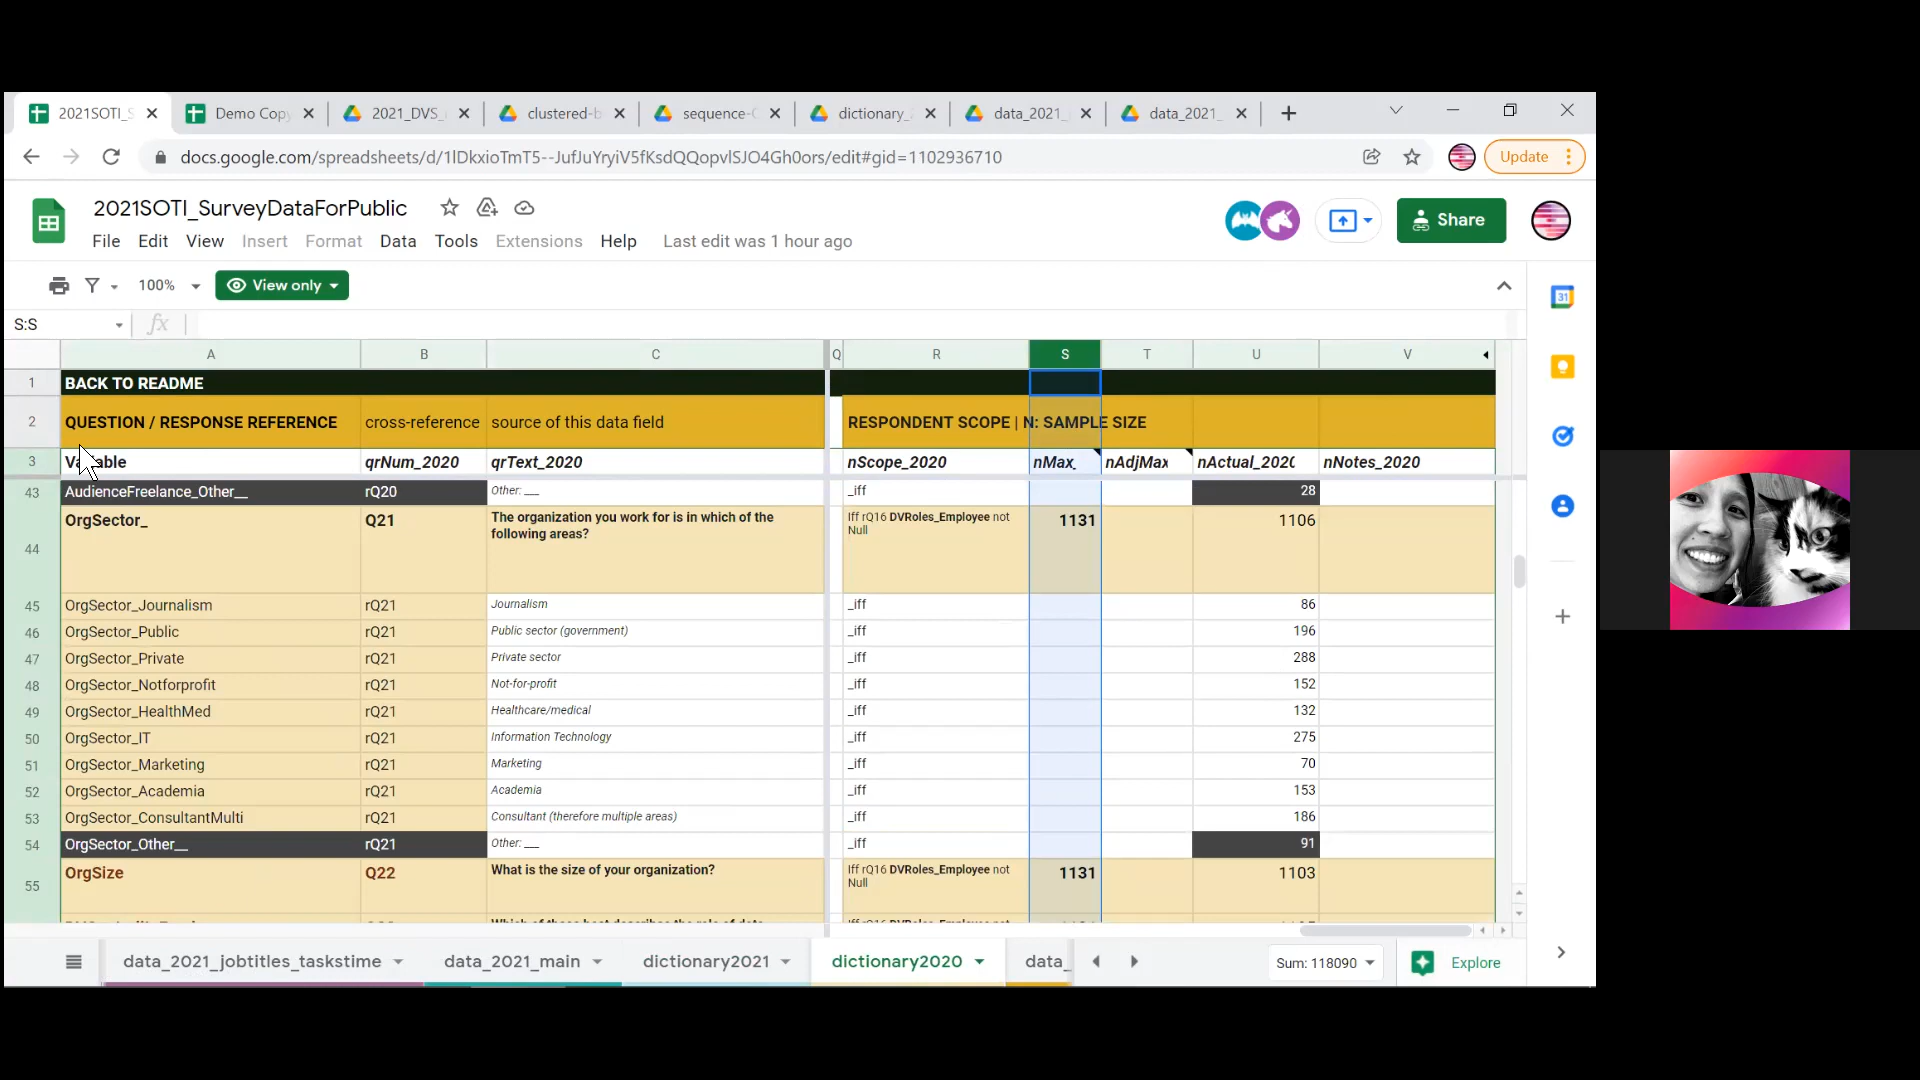 2021SOTI_S
Demo Copy
2021_DVS_
clustered-b
sequence-C
dictionary_
data_2021_
data_2021_
docs.google.com/spreadsheets/d/1lDkxioTmT5--JufJuYryiV5fKsdQQopvlSJO4Gh0ors/edit#gid=1102936710
Update
2021SOTI_SurveyDataForPublic
File Edit View Insert Format Data Tools Extensions Help Last edit was 1 hour ago
Share
100% View only
31
S:S fx
A B C Q R S T U V
1 BACK TO README
2 QUESTION / RESPONSE REFERENCE cross-reference source of this data field RESPONDENT SCOPE | N: SAMPLE SIZE
3 Variable qrNum_2020 qrText_2020 nScope_2020 nMax_ nAdjMax nActual_2020 nNotes_2020
43 AudienceFreelance_Other__ rQ20 Other: ___ _iff 28
44 OrgSector_ Q21 The organization you work for is in which of the Iff rQ16 DVRoles_Employee not 1131 1106
following areas? Null
45 OrgSector_Journalism rQ21 Journalism _iff 86
46 OrgSector_Public rQ21 Public sector (government) _iff 196
47 OrgSector_Private rQ21 Private sector _iff 288
48 OrgSector_Notforprofit rQ21 Not-for-profit _iff 152
49 OrgSector_HealthMed rQ21 Healthcare/medical _iff 132
50 OrgSector_IT rQ21 Information Technology _iff 275
51 OrgSector_Marketing rQ21 Marketing _iff 70
52 OrgSector_Academia rQ21 Academia _iff 153
53 OrgSector_ConsultantMulti rQ21 Consultant (therefore multiple areas) _iff 186
54 OrgSector_Other__ rQ21 Other: ___ _iff 91
55 OrgSize Q22 What is the size of your organization? Iff rQ16 DVRoles_Employee not 1131 1103
Null
data_2021_jobtitles_taskstime data_2021_main dictionary2021 dictionary2020 data_ Sum: 118090 Explore